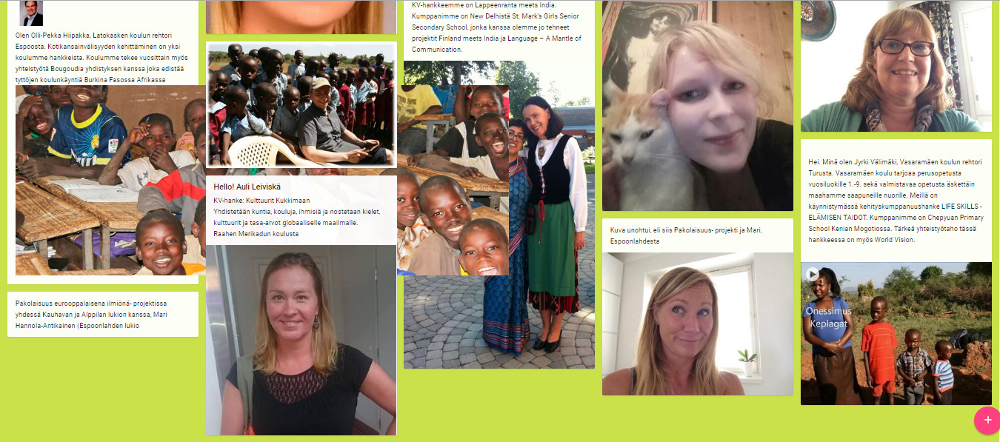 Olen Olli-Pekka Hiipakka, Latokasken koulun rehtori
Espoosta. Kotikansainvälisyyden kehittäminen on yksi
koulumme hankkeista. Koulumme tekee vuosittain myös
yhteistyötä Bougoudia yhdistyksen kanssa joka edistää
tyttöjen koulunkäyntiä Burkina Fasossa Afrikassa
Pakolaisuus eurooppalaisena ilmiönä- projektissa
yhdessä Kauhavan ja Alppilan lukion kanssa, Mari
Hannola-Antikainen (Espoonlahden lukio
Hello! Auli Leiviskä
KV-hanke: Kulttuurit Kukkimaan
Yhdistetään kuntia, kouluja, ihmisiä ja nostetaan kielet,
kulttuurit ja tasa-arvot globaaliselle maailmalle.
Raahen Merikadun koulusta
KV-hankkeemme on Lappeenranta meets India.
Kumppanimme on New Delhistä St. Mark's Girls Senior
Secondary School, jonka kanssa olemme jo tehneet
projektit Finland meets India ja Language – A Mantle of
Communication.
Kuva unohtui, eli siis Pakolaisuus- projekti ja Mari,
Espoonlahdesta
Hei. Minä olen Jyrki Välimäki, Vasaramäen koulun rehtori
Turusta. Vasaramäen koulu tarjoaa perusopetusta
vuosiluokille 1.-9. sekä valmistavaa opetusta äskettäin
maahamme saapuneille nuorille. Meillä on
käynnistymässä kehityskumppanuushanke LIFE SKILLS -
ELÄMISEN TAIDOT. Kumppanimme on Chepyuan Primary
School Kenian Mogotiossa. Tärkeä yhteistyötaho tässä
hankkeessa on myös World Vision.
Onessimus
Keplagat
+